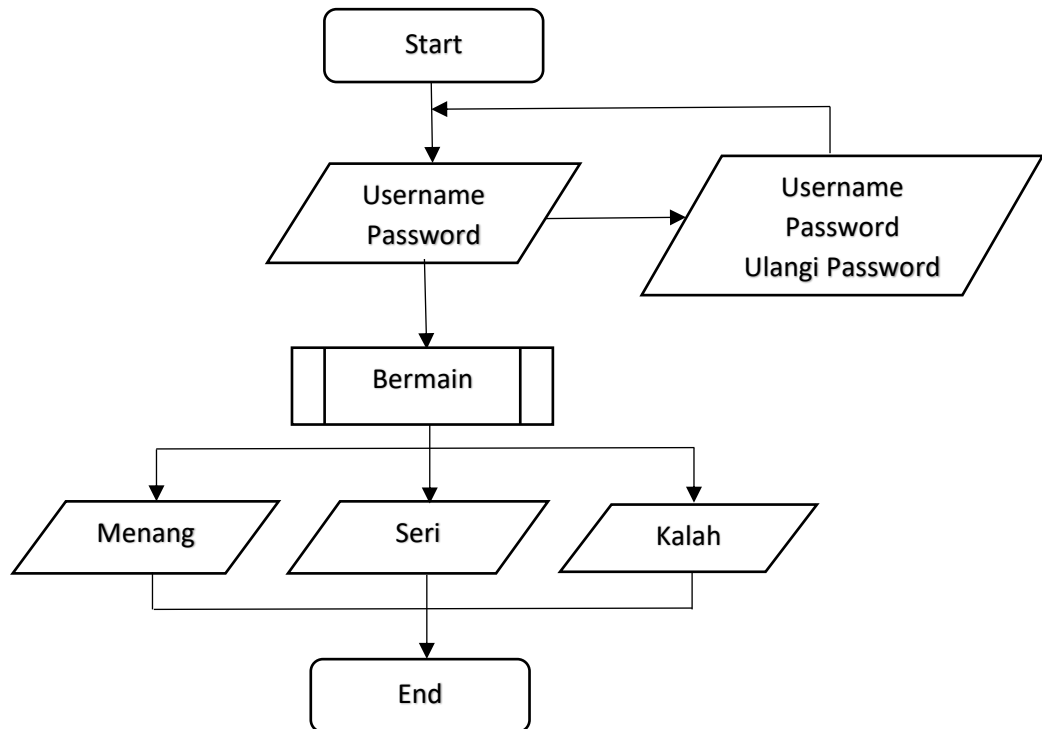 Start
Username
Password
Username
Password
Ulangi Password
Bermain
Menang
Seri
Kalah
End